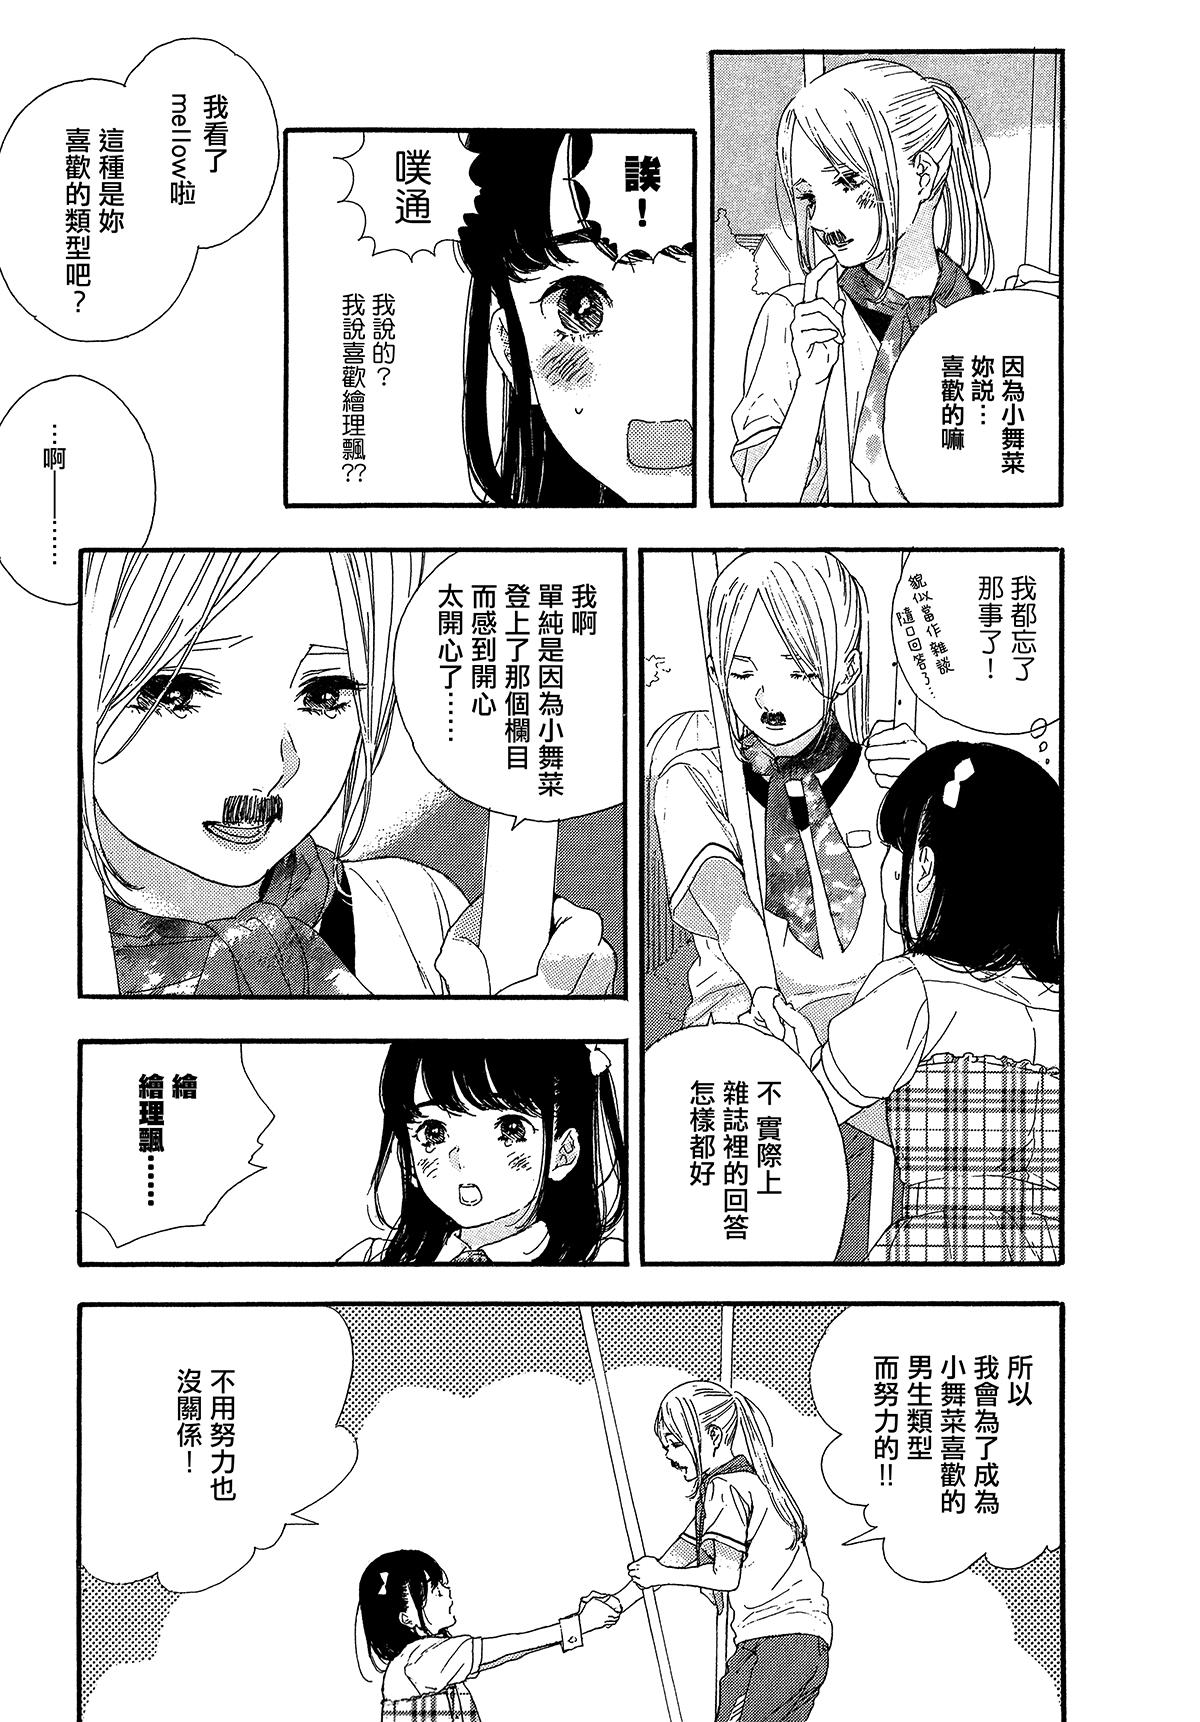 因為小舞菜
妳説…
喜歡的嘛
誒！
噗通
我說的？
我說喜歡繪理飄??
我看了
mellow啦
這種是妳
喜歡的類型吧？
…啊——……
我都忘了
那事了！
貌似當作雜談
隨口回答了…
不 實際上
雜誌裡的回答
怎樣都好
我啊
單純是因為小舞菜
登上了那個欄目
而感到開心
太開心了……
繪
繪理飄……
所以
我會為了成為
小舞菜喜歡的
男生類型
而努力的!!
不用努力也
沒關係！